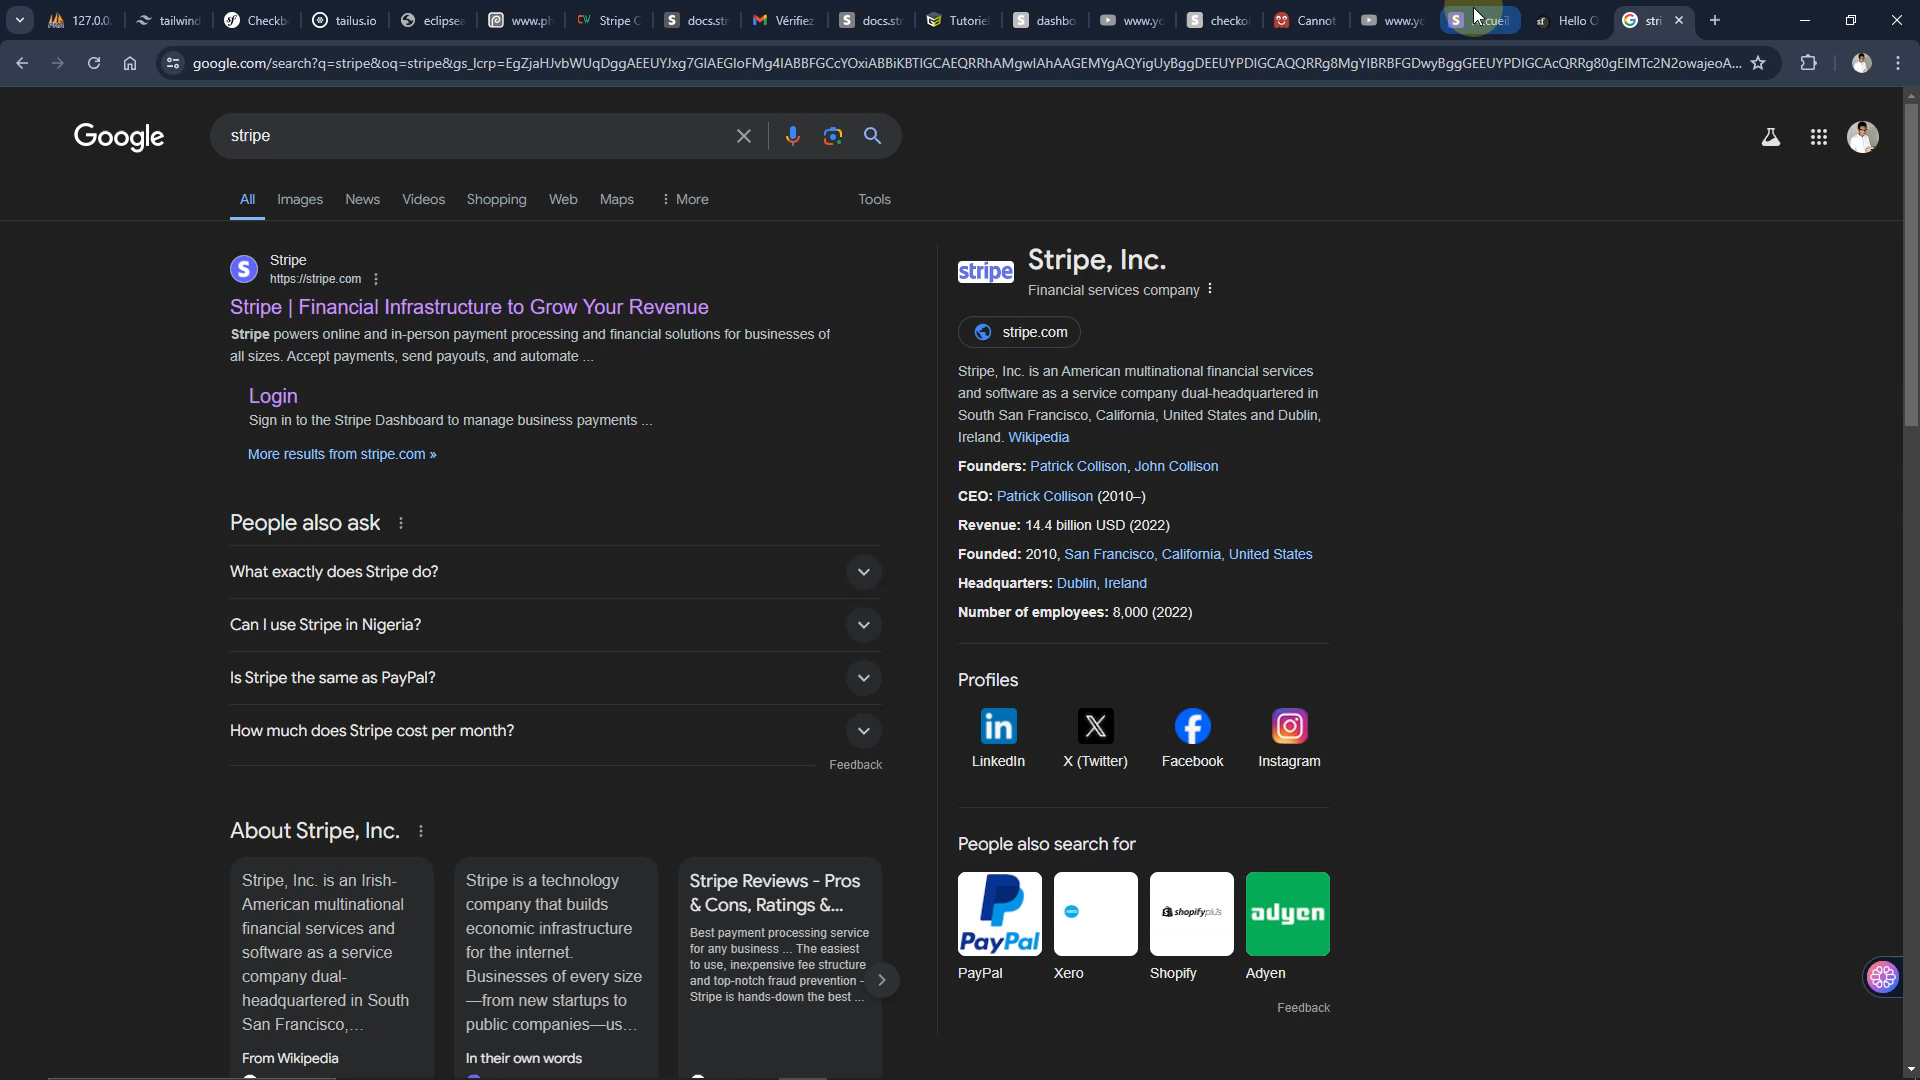 127.0.0.
tailwind
Checkb
tailus.io
eclipsea
www.ph
Stripe C
docs.str
Vérifiez
docs.str
Tutorie
dashbo
www.yo
checko
Cannot
www.yo
cueil
Hello C
stri
google.com/search?q=stripe&oq=stripe&gs_lcrp=EgZjaHJvbWUqDggAEEUYJxg7GIAEGIoFMg4IABBFGCcYOxiABBiKBTIGCAEQRRhAMgwIAhAAGEMYgAQYigUyBggDEEUYPDIGCAQQRRg8MgYIBRBFGDwyBggGEEUYPDIGCAcQRRg80gEIMTc2N2owajeoA...
Google
stripe
All
Images
News
Videos
Shopping
Web
Maps
More
Tools
Stripe
https://stripe.com
Stripe | Financial Infrastructure to Grow Your Revenue
Stripe powers online and in-person payment processing and financial solutions for businesses of
all sizes. Accept payments, send payouts, and automate ...
Login
Sign in to the Stripe Dashboard to manage business payments ...
More results from stripe.com »
People also ask
What exactly does Stripe do?
Can I use Stripe in Nigeria?
Is Stripe the same as PayPal?
How much does Stripe cost per month?
Feedback
About Stripe, Inc.
Stripe, Inc. is an Irish-
American multinational
financial services and
software as a service
company dual-
headquartered in South
San Francisco,...
From Wikipedia
Stripe is a technology
company that builds
economic infrastructure
for the internet.
Businesses of every size
—from new startups to
public companies—us...
In their own words
Stripe Reviews - Pros
& Cons, Ratings &...
Best payment processing service
for any business ... The easiest
to use, inexpensive fee structure
and top-notch fraud prevention -
Stripe is hands-down the best ...
stripe
Stripe, Inc.
Financial services company
stripe.com
Stripe, Inc. is an American multinational financial services
and software as a service company dual-headquartered in
South San Francisco, California, United States and Dublin,
Ireland. Wikipedia
Founders: Patrick Collison, John Collison
CEO: Patrick Collison (2010–)
Revenue: 14.4 billion USD (2022)
Founded: 2010, San Francisco, California, United States
Headquarters: Dublin, Ireland
Number of employees: 8,000 (2022)
Profiles
LinkedIn
X (Twitter)
Facebook
Instagram
People also search for
PayPal
shopifyplus
adyen
PayPal
Xero
Shopify
Adyen
Feedback